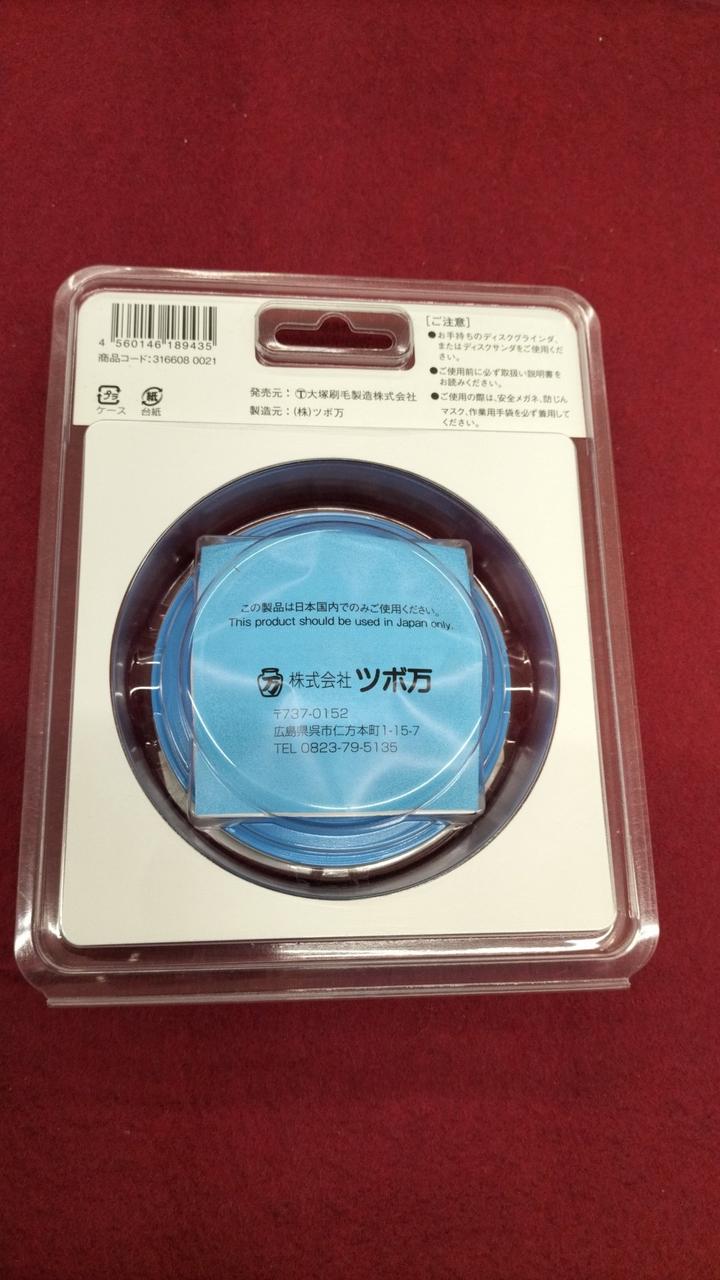 4 560146 189435
商品コード:316608 0021
プラ
ケース
紙
台紙
発売元:Ⓣ大塚刷毛製造株式会社
製造元:(株)ツボ万
[ご注意]
●お手持ちのディスクグラインダ、
またはディスクサンダをご使用くだ
さい。
●ご使用前に必ず取扱い説明書を
お読みください。
●ご使用の際は、安全メガネ、防じん
マスク、作業用手袋を必ず着用して
ください。
この製品は日本国内でのみご使用ください。
This product should be used in Japan only.
万 株式会社 ツボ万
〒737-0152
広島県呉市仁方本町1-15-7
TEL 0823-79-5135